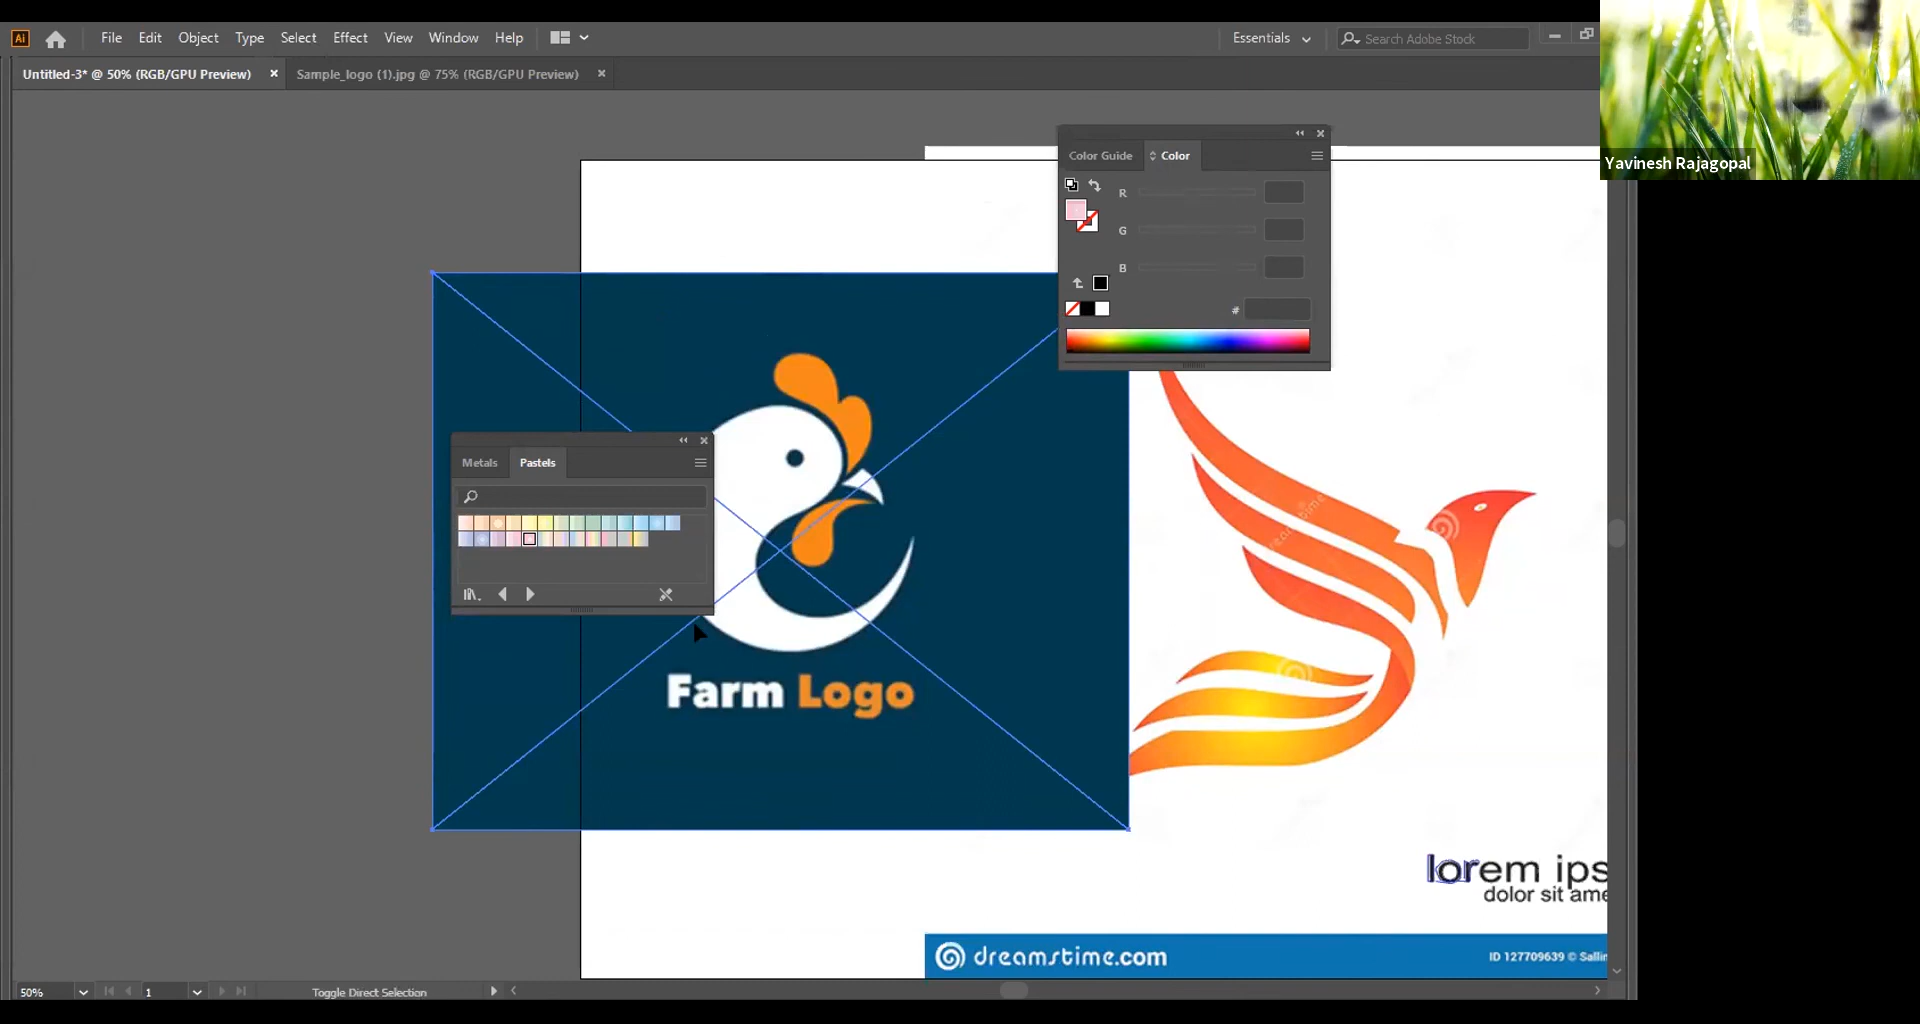 Ai File Edit Object Type Select Effect View Window Help Essentials Search Adobe Stock
Untitled-3* @ 50% (RGB/GPU Preview) × Sample_logo (1).jpg @ 75% (RGB/GPU Preview) ×
Yavinesh Rajagopal
Color Guide Color
R
G
B
#
Metals Pastels
Farm Logo
lorem ips
dolor sit ame
dreamstime.com
ID 127709639 © Sallin
50% 1 Toggle Direct Selection